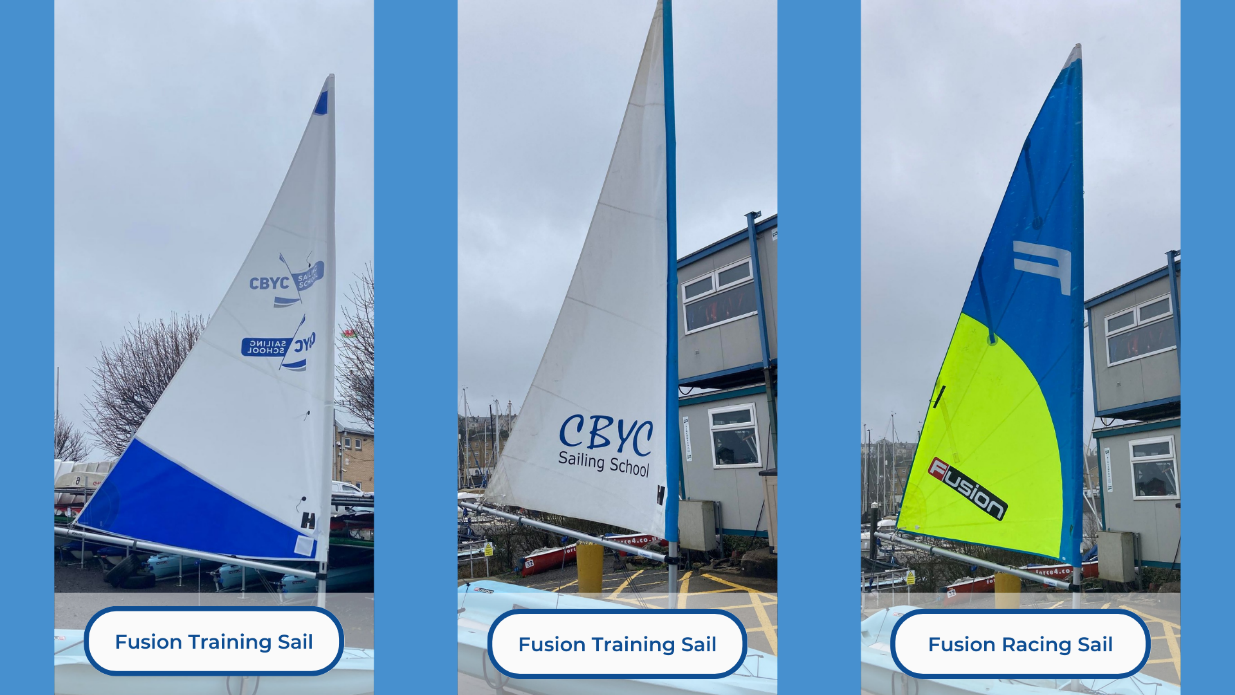 CBYC SAILING SCHOOL
CBYC SAILING SCHOOL
H
Fusion Training Sail
CBYC
Sailing School
H
Fusion Training Sail
F
Fusion
Fusion Racing Sail